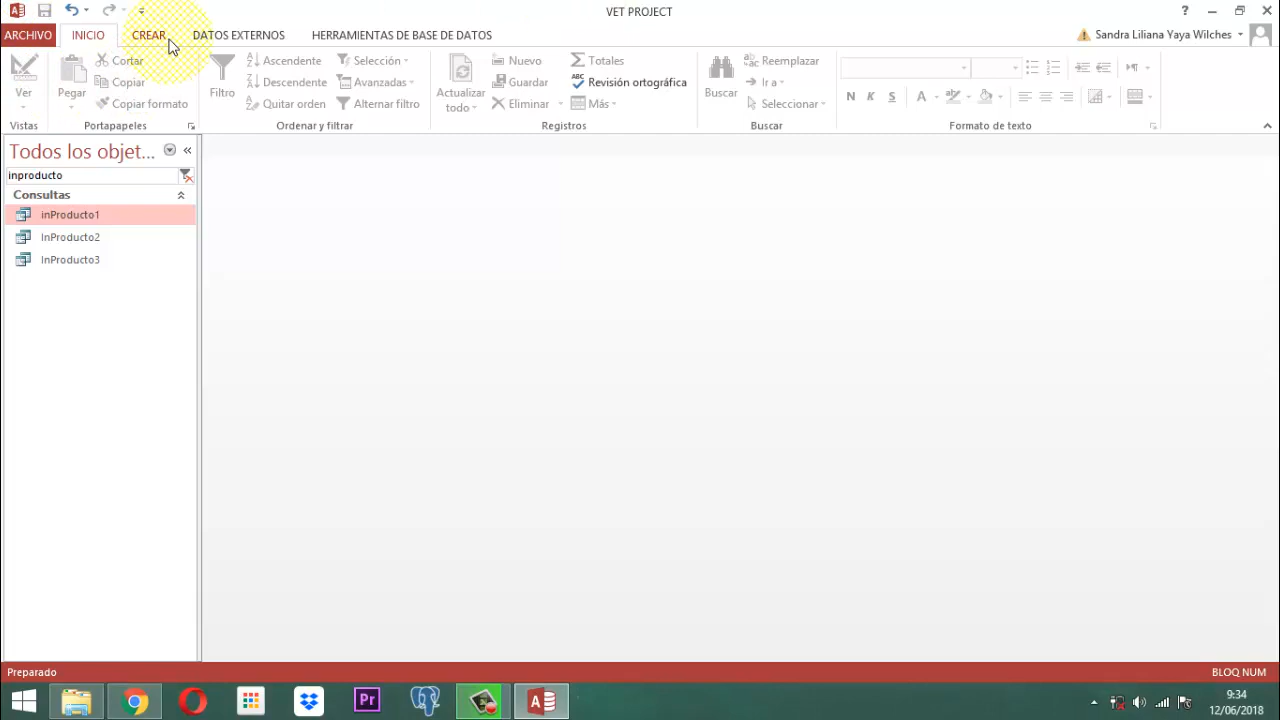 VET PROJECT
ARCHIVO INICIO CREAR DATOS EXTERNOS HERRAMIENTAS DE BASE DE DATOS Sandra Liliana Yaya Wilches
Ver
Vistas
Pegar
Cortar
Copiar
Copiar formato
Portapapeles
Filtro
Ascendente
Descendente
Quitar orden
Selección
Avanzadas
Alternar filtro
Ordenar y filtrar
Actualizar
todo
Nuevo
Guardar
Eliminar
Totales
Revisión ortográfica
Más
Registros
Buscar
Reemplazar
Ir a
Seleccionar
Buscar
N K S A
Formato de texto
Todos los objet...
inproducto
Consultas
inProducto1
InProducto2
InProducto3
Preparado
BLOQ NUM
Pr
9:34
12/06/2018